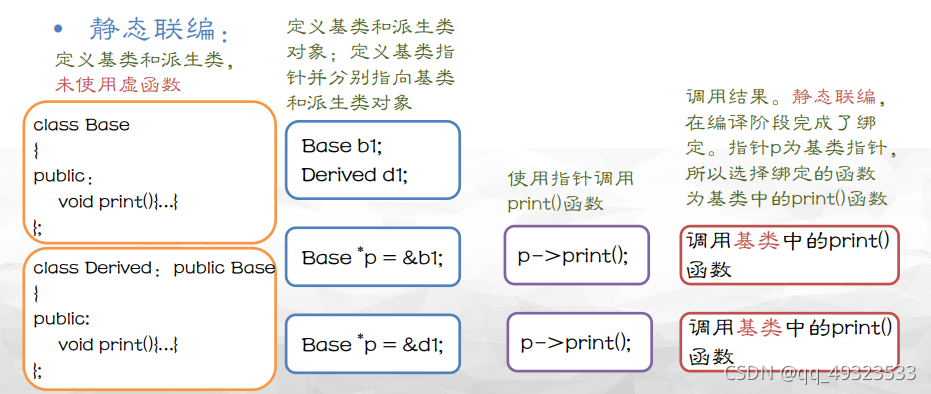 • 静态联编：
定义基类和派生类，
未使用虚函数
class Base
}
public：
void print(){...}
};
class Derived：public Base
{
public:
void print(){...}
};
定义基类和派生类
对象；定义基类指
针并分别指向基类
和派生类对象
Base b1;
Derived d1;
Base *p = &b1;
Base *p = &d1;
使用指针调用
print()函数
p->print();
p->print();
调用结果。静态联编，
在编译阶段完成了绑
定。指针p为基类指针，
所以选择绑定的函数
为基类中的print()函数
调用基类中的print()
函数
调用基类中的print()
函数
CSDN @qq_49323533